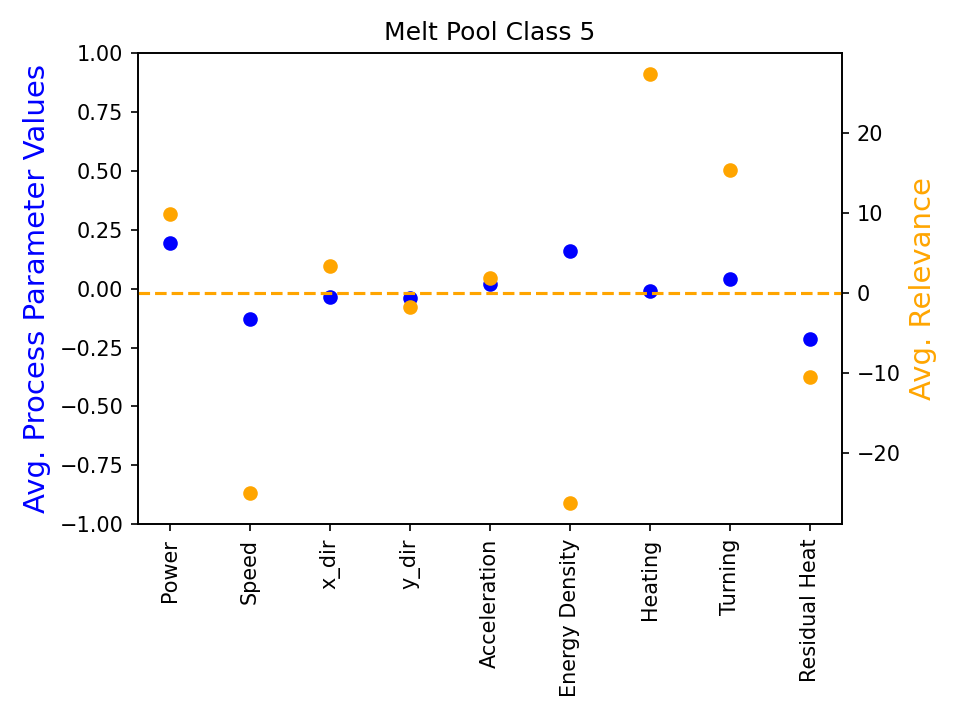 Melt Pool Class 5
Avg. Process Parameter Values
1.00
0.75
0.50
0.25
0.00
−0.25
−0.50
−0.75
−1.00
20
10
0
−10
−20
Avg. Relevance
Power
Speed
x_dir
y_dir
Acceleration
Energy Density
Heating
Turning
Residual Heat